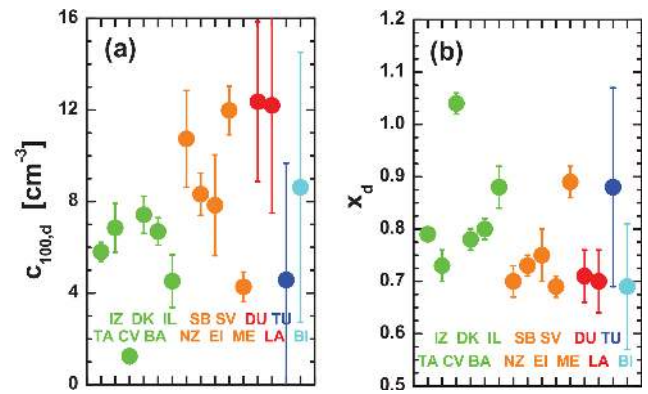 (a)
c100,d [cm-3]
16
12
8
4
0
IZ DK IL SB SV DU TU
TA CV BA NZ EI ME LA BI
(b)
xd
1.2
1.1
1.0
0.9
0.8
0.7
0.6
0.5
IZ DK IL SB SV DU TU
TA CV BA NZ EI ME LA BI